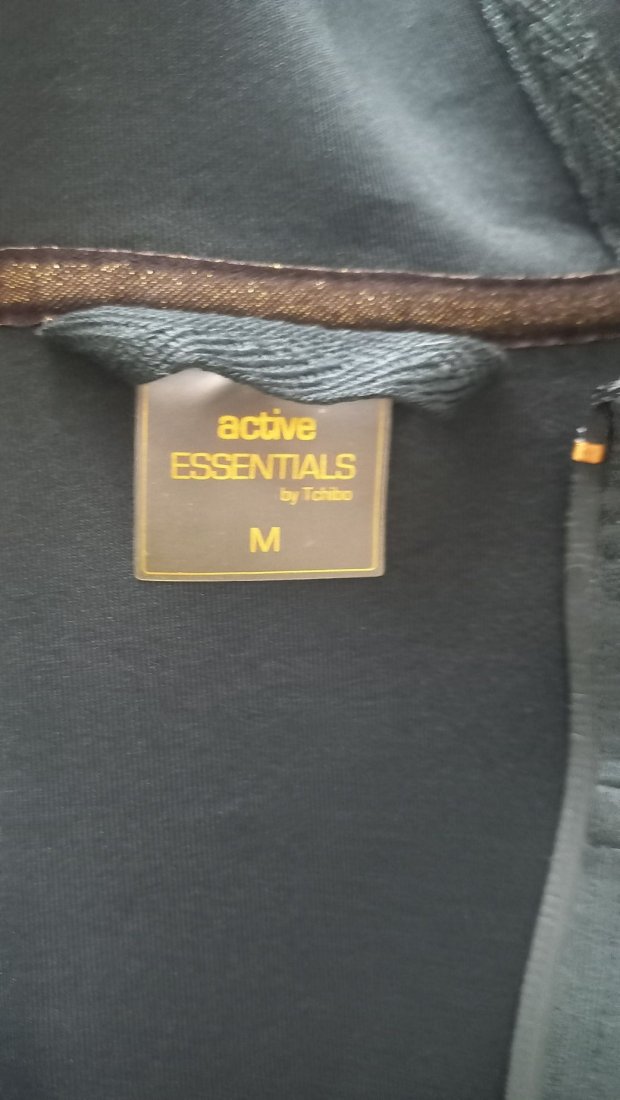 active
ESSENTIALS
by Tchibo
M